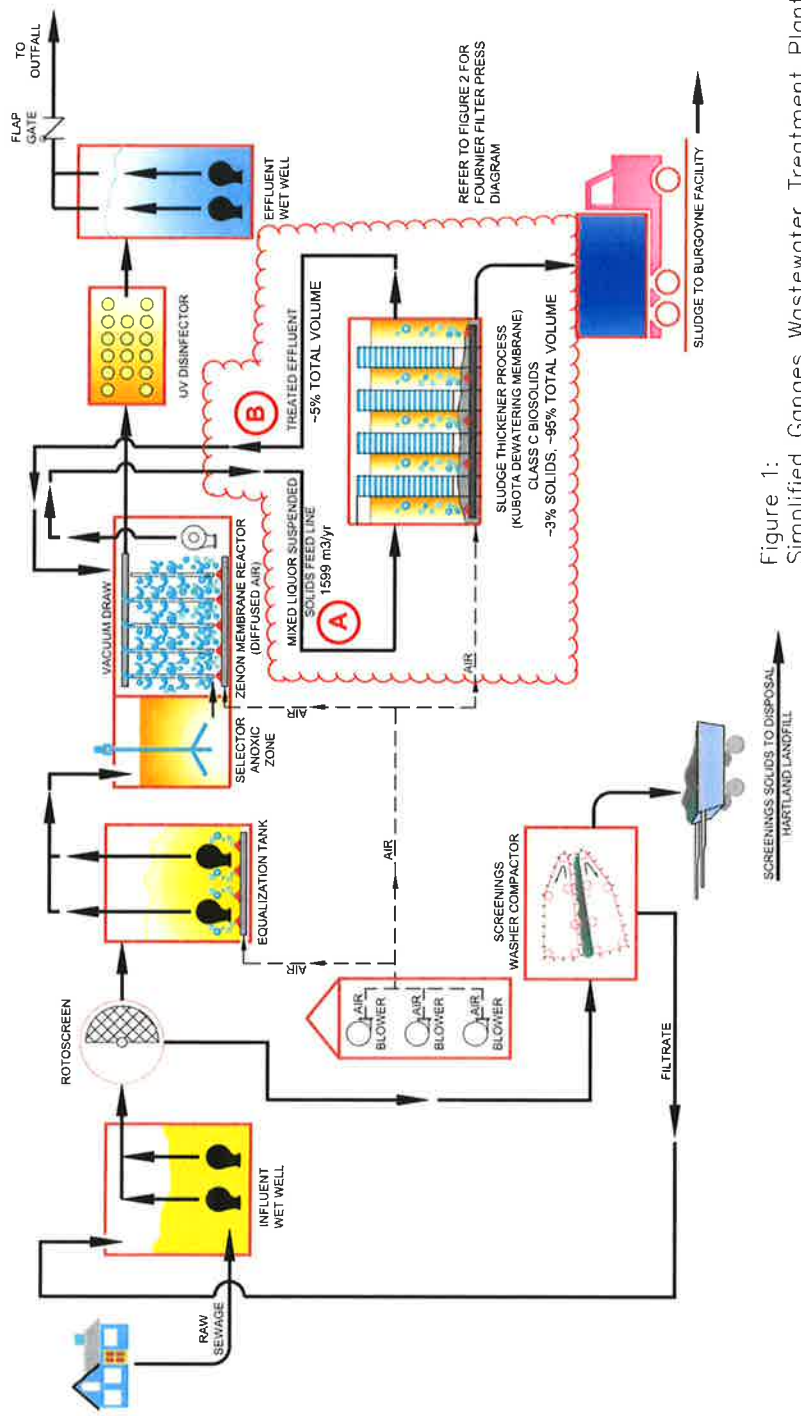 RAW
SEWAGE
INFLUENT
WET WELL
ROTOSCREEN
EQUALIZATION TANK
SELECTOR
ANOXIC
ZONE
VACUUM DRAW
ZENON MEMBRANE REACTOR
(DIFFUSED AIR)
UV DISINFECTOR
EFFLUENT
WET WELL
FLAP
GATE
TO
OUTFALL
AIR
AIR
AIR
AIR
AIR
BLOWER
AIR
BLOWER
AIR
BLOWER
MIXED LIQUOR SUSPENDED
SOLIDS FEED LINE
1599 m3/yr
A
B
TREATED EFFLUENT
~5% TOTAL VOLUME
SLUDGE THICKENER PROCESS
(KUBOTA DEWATERING MEMBRANE)
CLASS C BIOSOLIDS
~3% SOLIDS, ~95% TOTAL VOLUME
REFER TO FIGURE 2 FOR
FOURNIER FILTER PRESS
DIAGRAM
SLUDGE TO BURGOYNE FACILITY
SCREENINGS
WASHER COMPACTOR
FILTRATE
SCREENINGS SOLIDS TO DISPOSAL
HARTLAND LANDFILL
Figure 1:
Simplified Ganges Wastewater Treatment Plant